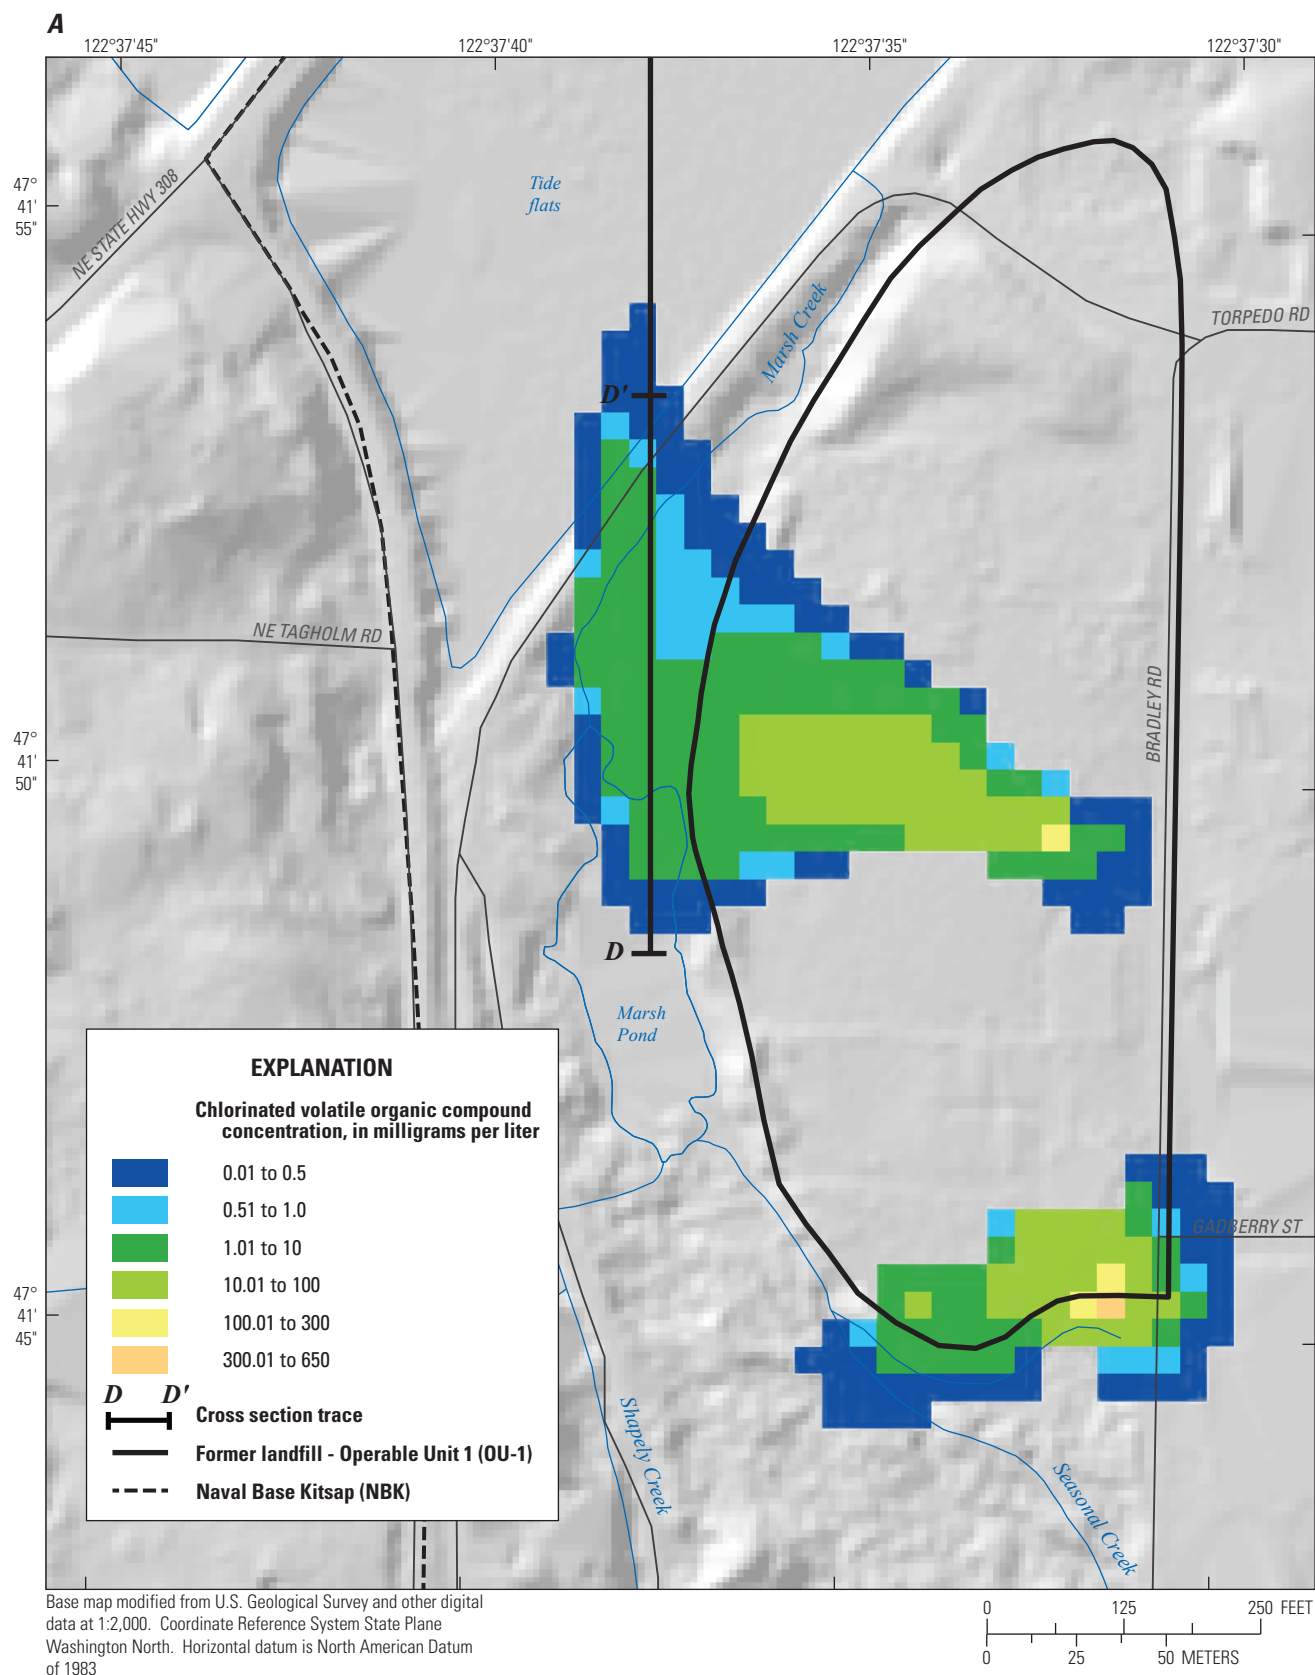 A
122°37'45"
122°37'40"
122°37'35"
122°37'30"
47°
41'
55"
NE STATE HWY 308
Tide
flats
Marsh Creek
TORPEDO RD
D'
NE TAGHOLM RD
BRADLEY RD
47°
41'
50"
D
Marsh
Pond
EXPLANATION
Chlorinated volatile organic compound
concentration, in milligrams per liter
0.01 to 0.5
0.51 to 1.0
1.01 to 10
10.01 to 100
100.01 to 300
300.01 to 650
D D'
Cross section trace
Former landfill - Operable Unit 1 (OU-1)
Naval Base Kitsap (NBK)
GADBERRY ST
47°
41'
45"
Shapely Creek
Seasonal Creek
Base map modified from U.S. Geological Survey and other digital
data at 1:2,000. Coordinate Reference System State Plane
Washington North. Horizontal datum is North American Datum
of 1983
0 125 250 FEET
0 25 50 METERS